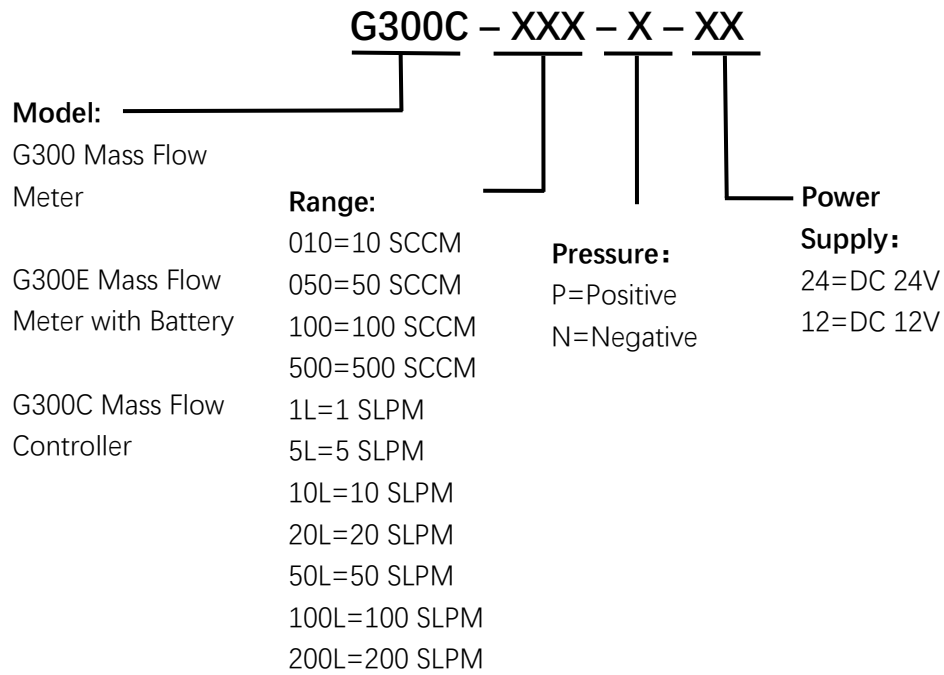 G300C – XXX – X – XX
Model:
G300 Mass Flow
Meter
G300E Mass Flow
Meter with Battery
G300C Mass Flow
Controller
Range:
010=10 SCCM
050=50 SCCM
100=100 SCCM
500=500 SCCM
1L=1 SLPM
5L=5 SLPM
10L=10 SLPM
20L=20 SLPM
50L=50 SLPM
100L=100 SLPM
200L=200 SLPM
Pressure：
P=Positive
N=Negative
Power
Supply：
24=DC 24V
12=DC 12V